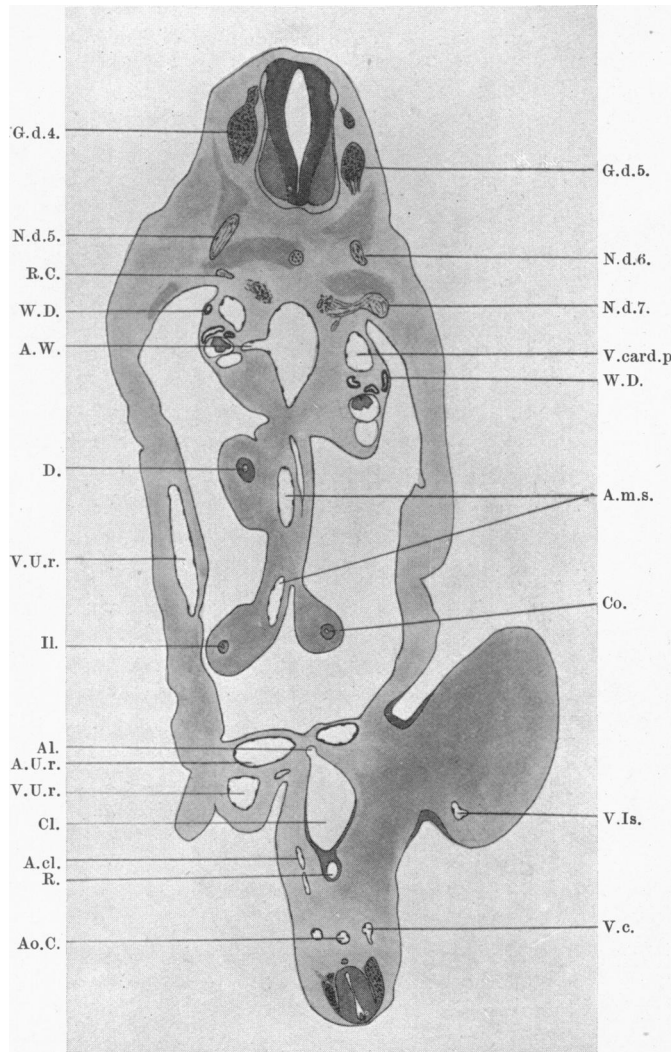 G.d.4.
N.d.5.
R.C.
W.D.
A.W.
D.
V.U.r.
Il.
Al.
A.U.r.
V.U.r.
Cl.
A.cl.
R.
Ao.C.
G.d.5.
N.d.6.
N.d.7.
V.card.p
W.D.
A.m.s.
Co.
V.Is.
V.c.